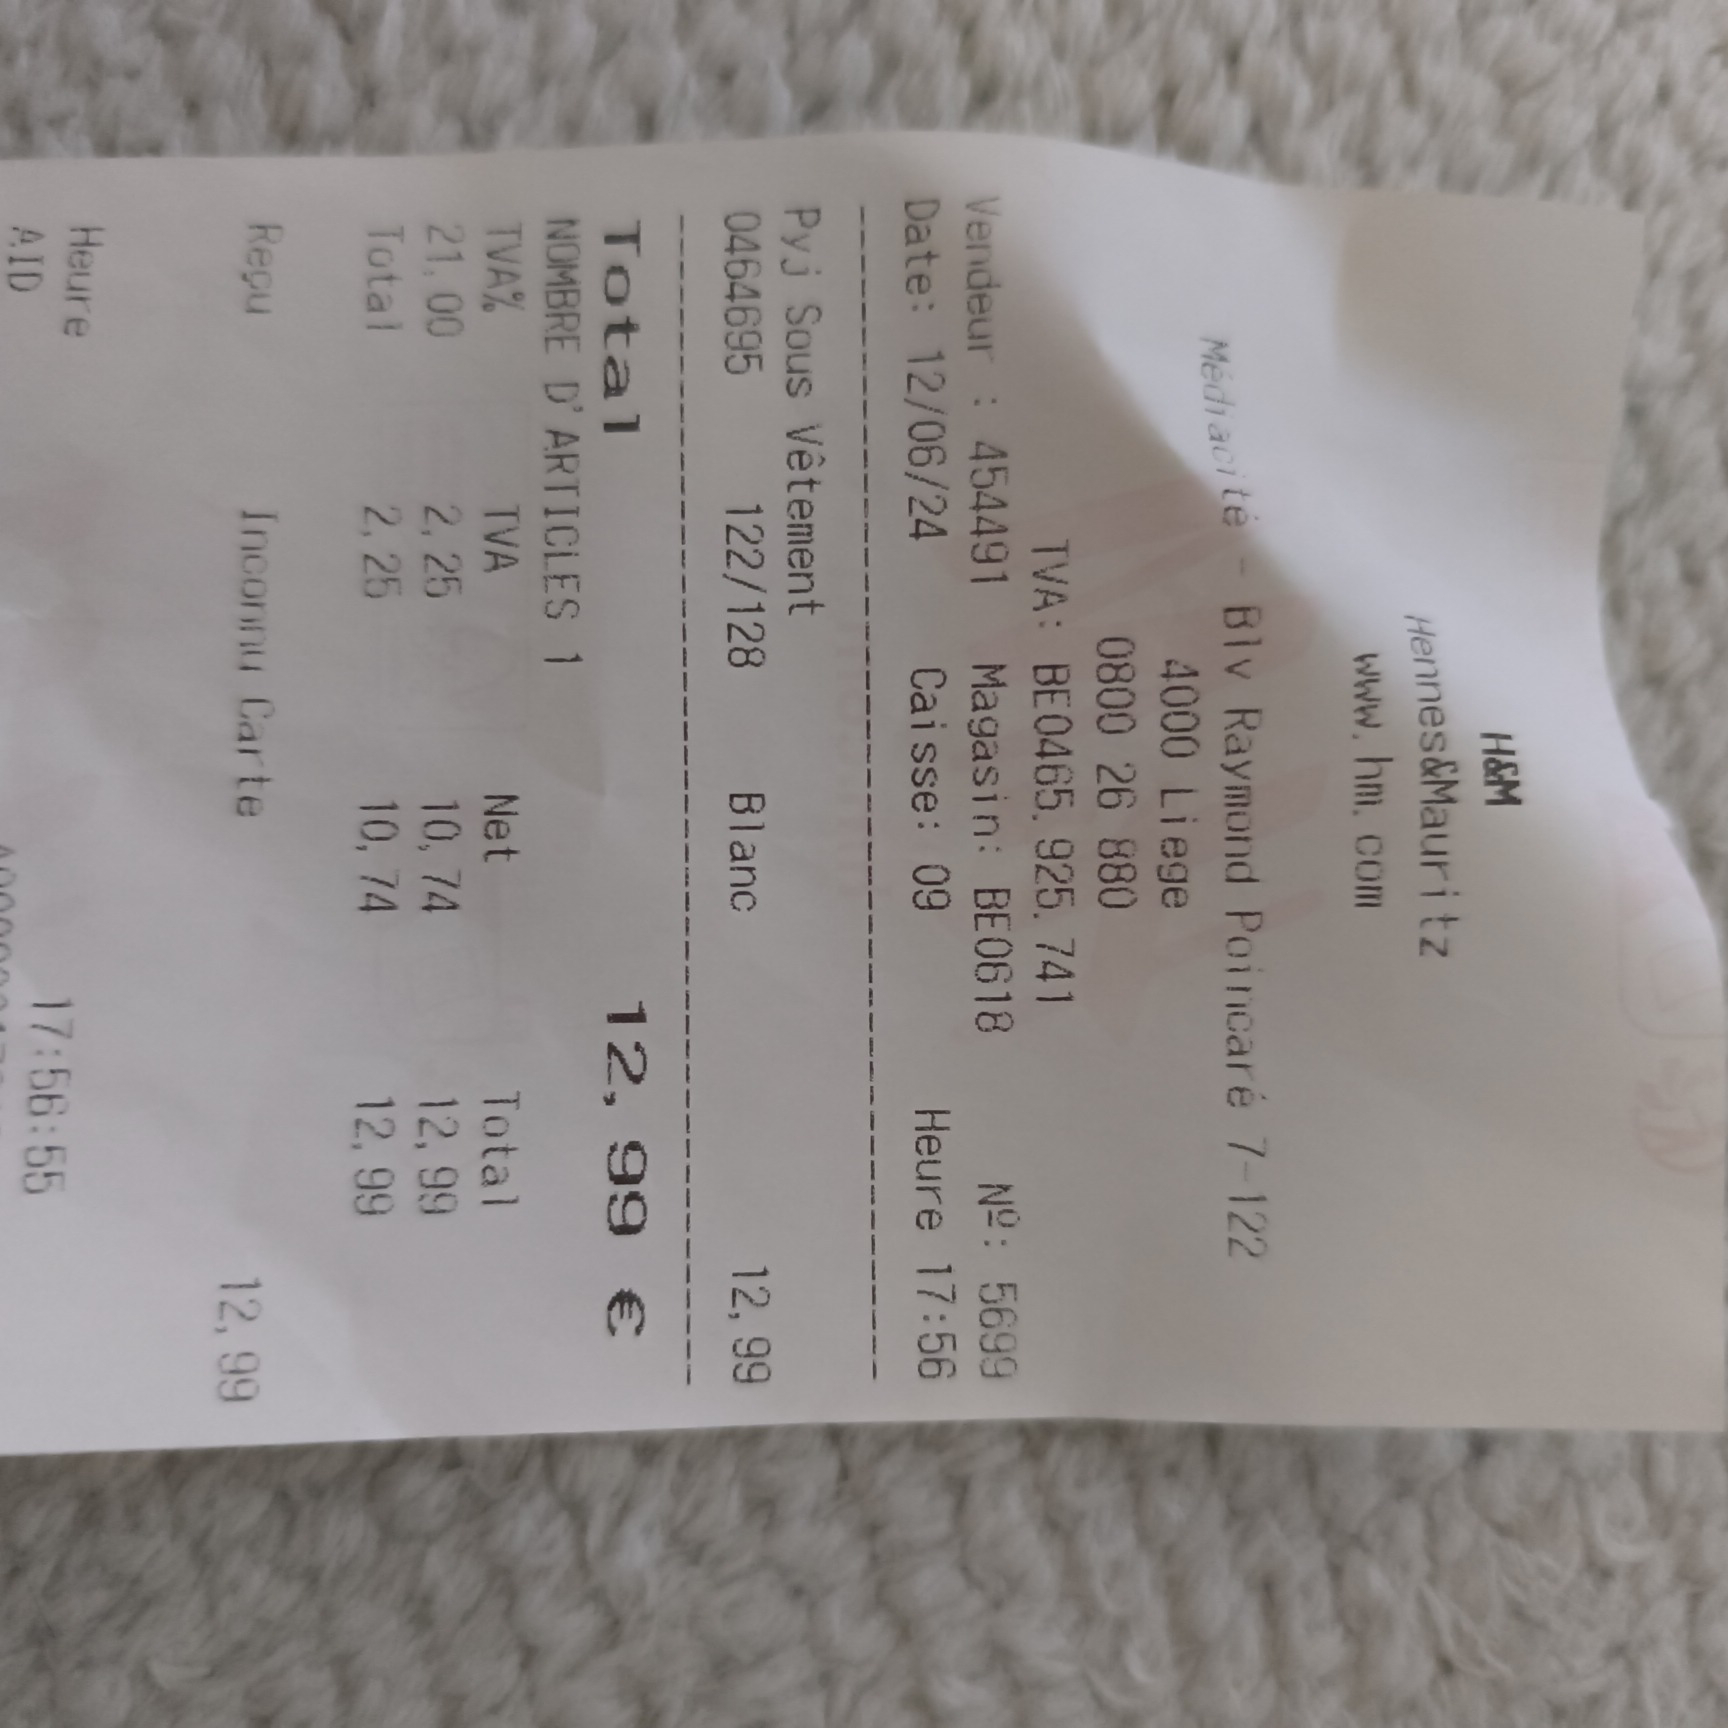 H&M
Hennes&Mauritz
www.hm.com
Médiacité - Blv Raymond Poincaré 7-122
4000 Liege
0800 26 880
TVA: BE0465.925.741
Vendeur : 454491 Magasin: BE0618 Nº: 5699
Date: 12/06/24 Caisse: 09 Heure 17:56
Pyj Sous Vêtement
0464695 122/128 Blanc 12,99
Total 12,99 €
NOMBRE D'ARTICLES 1
TVA% TVA Net Total
21,00 2,25 10,74 12,99
Total 2,25 10,74 12,99
Reçu Inconnu Carte 12,99
Heure 17:56:55
AID